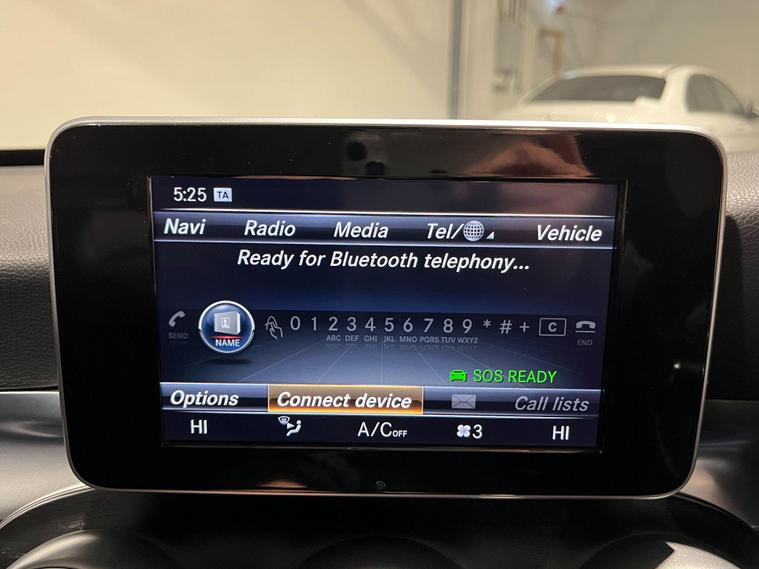 5:25 TA
Navi Radio Media Tel/ Vehicle
Ready for Bluetooth telephony...
SEND NAME 0 1 2 3 4 5 6 7 8 9 * # + C END
ABC DEF GHI JKL MNO PQRS TUV WXYZ
SOS READY
Options Connect device Call lists
HI A/C OFF 3 HI